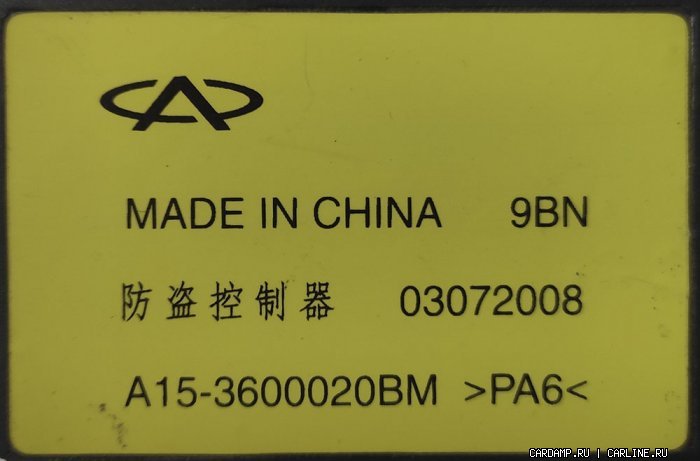 MADE IN CHINA 9BN
防盗控制器 03072008
A15-3600020BM >PA6<
CARDAMP.RU | CARLINE.RU